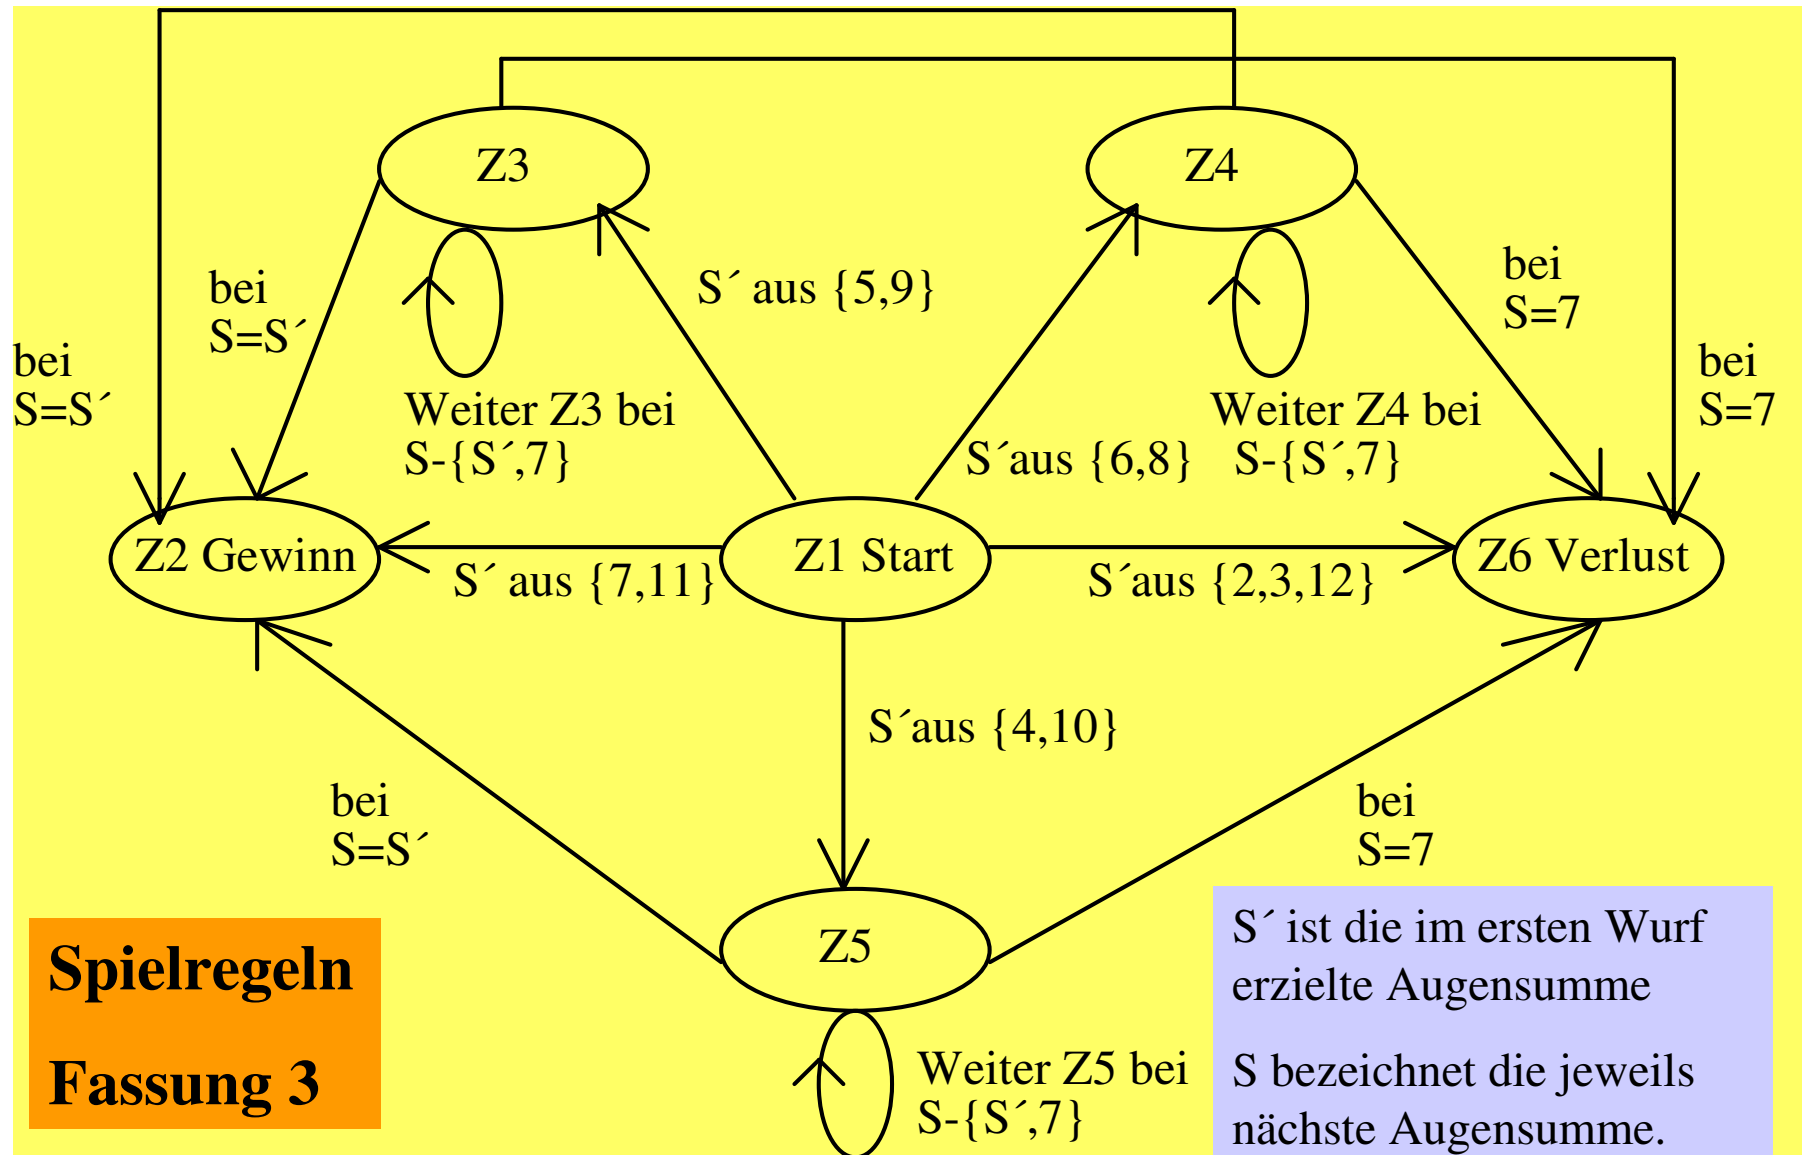 Z3
Z4
bei
S=S´
S´ aus {5,9}
bei
S=7
bei
S=S´
bei
S=7
Weiter Z3 bei
S-{S´,7}
Weiter Z4 bei
S-{S´,7}
S´aus {6,8}
Z2 Gewinn
Z1 Start
Z6 Verlust
S´ aus {7,11}
S´aus {2,3,12}
S´aus {4,10}
bei
S=S´
bei
S=7
Z5
Weiter Z5 bei
S-{S´,7}
Spielregeln
Fassung 3
S´ ist die im ersten Wurf
erzielte Augensumme
S bezeichnet die jeweils
nächste Augensumme.